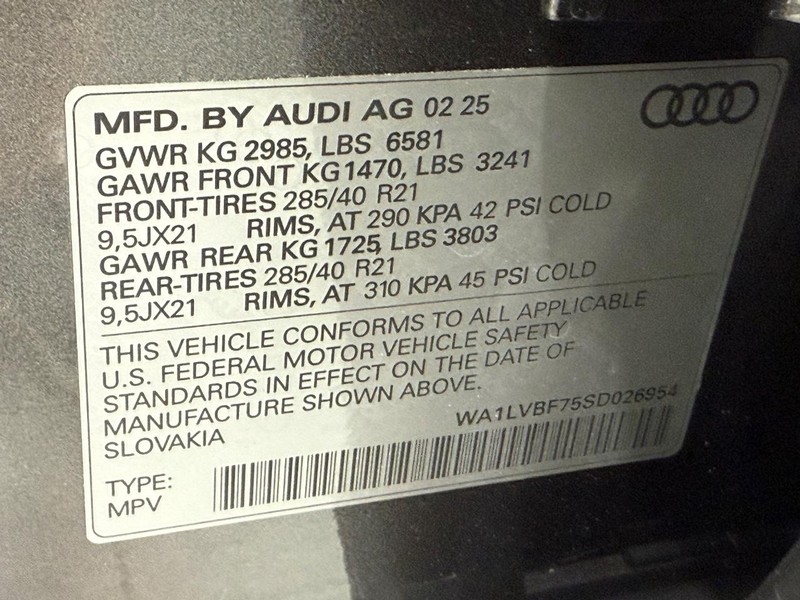 MFD. BY AUDI AG 02 25
GVWR KG 2985, LBS 6581
GAWR FRONT KG1470, LBS 3241
FRONT-TIRES 285/40 R21
9,5JX21 RIMS, AT 290 KPA 42 PSI COLD
GAWR REAR KG 1725, LBS 3803
REAR-TIRES 285/40 R21
9,5JX21 RIMS, AT 310 KPA 45 PSI COLD
THIS VEHICLE CONFORMS TO ALL APPLICABLE
U.S. FEDERAL MOTOR VEHICLE SAFETY
STANDARDS IN EFFECT ON THE DATE OF
MANUFACTURE SHOWN ABOVE.
SLOVAKIA WA1LVBF75SD026954
TYPE:
MPV